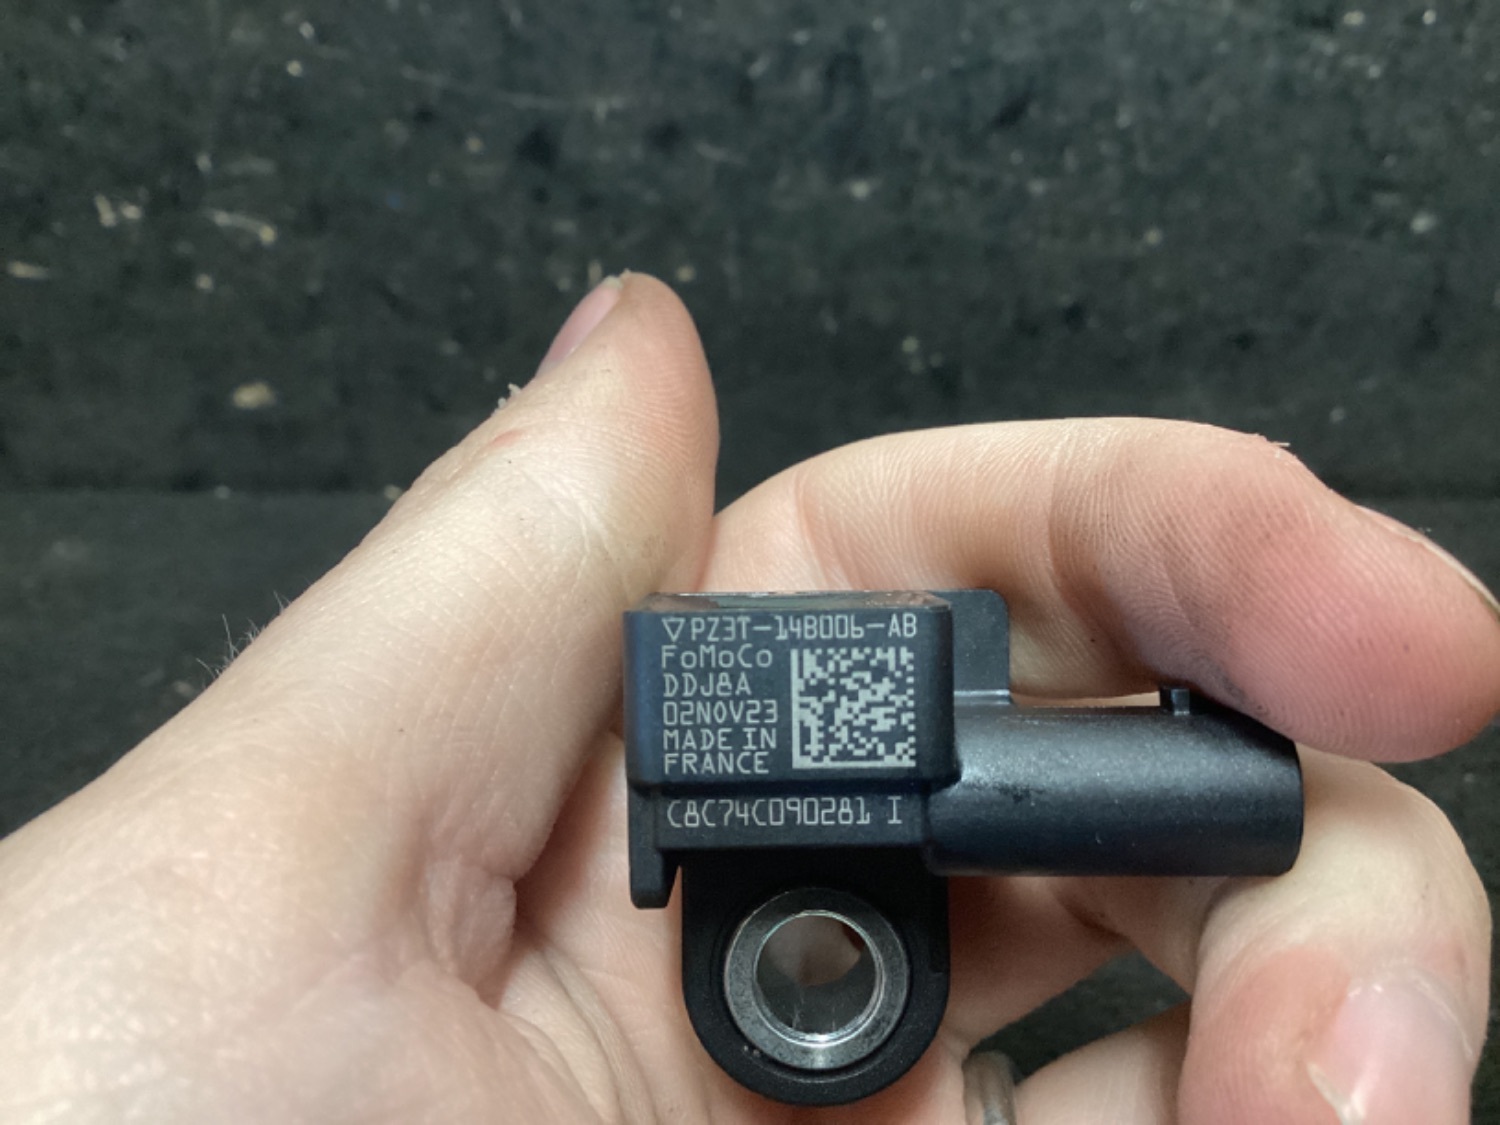 ▽PZ3T-14B006-AB
FoMoCo
DDJ8A
02NOV23
MADE IN
FRANCE
C8C74C090281 I